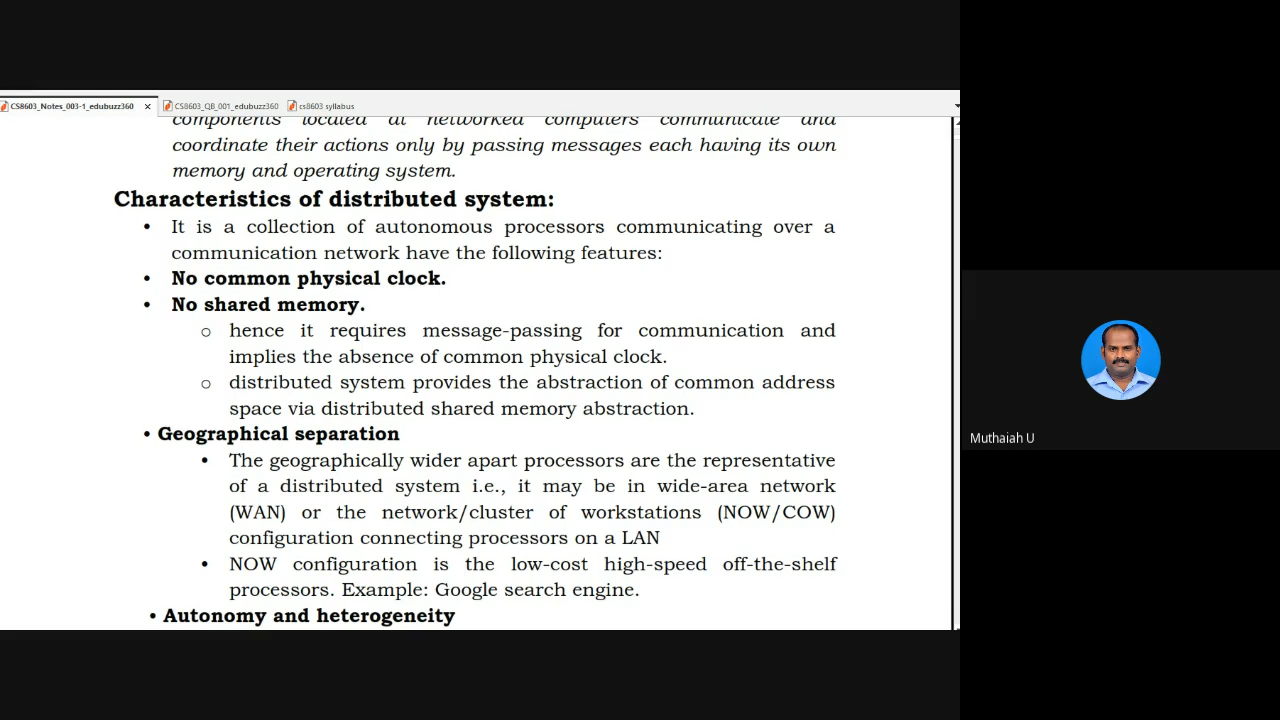 CS8603_Notes_003-1_edubuzz360 × CS8603_QB_001_edubuzz360 cs8603 syllabus
components located at networked computers communicate and
coordinate their actions only by passing messages each having its own
memory and operating system.
Characteristics of distributed system:
• It is a collection of autonomous processors communicating over a
communication network have the following features:
• No common physical clock.
• No shared memory.
o hence it requires message-passing for communication and
implies the absence of common physical clock.
o distributed system provides the abstraction of common address
space via distributed shared memory abstraction.
• Geographical separation
• The geographically wider apart processors are the representative
of a distributed system i.e., it may be in wide-area network
(WAN) or the network/cluster of workstations (NOW/COW)
configuration connecting processors on a LAN
• NOW configuration is the low-cost high-speed off-the-shelf
processors. Example: Google search engine.
• Autonomy and heterogeneity
Muthaiah U